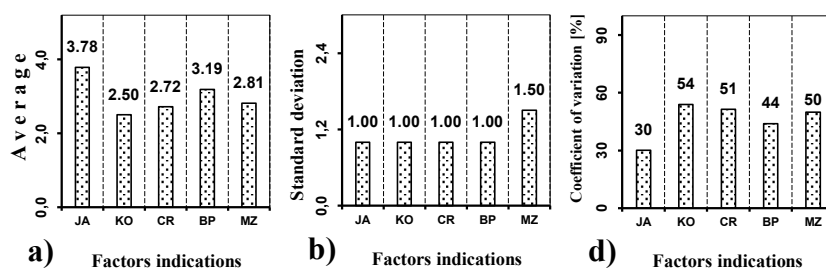 Average
4,0
2,0
0,0
3.78
2.50
2.72
3.19
2.81
JA KO CR BP MZ
a) Factors indications
Standard deviation
2,4
1,2
0,0
1.00
1.00
1.00
1.00
1.50
JA KO CR BP MZ
b) Factors indications
Coefficient of variation [%]
90
60
30
0
30
54
51
44
50
JA KO CR BP MZ
d) Factors indications